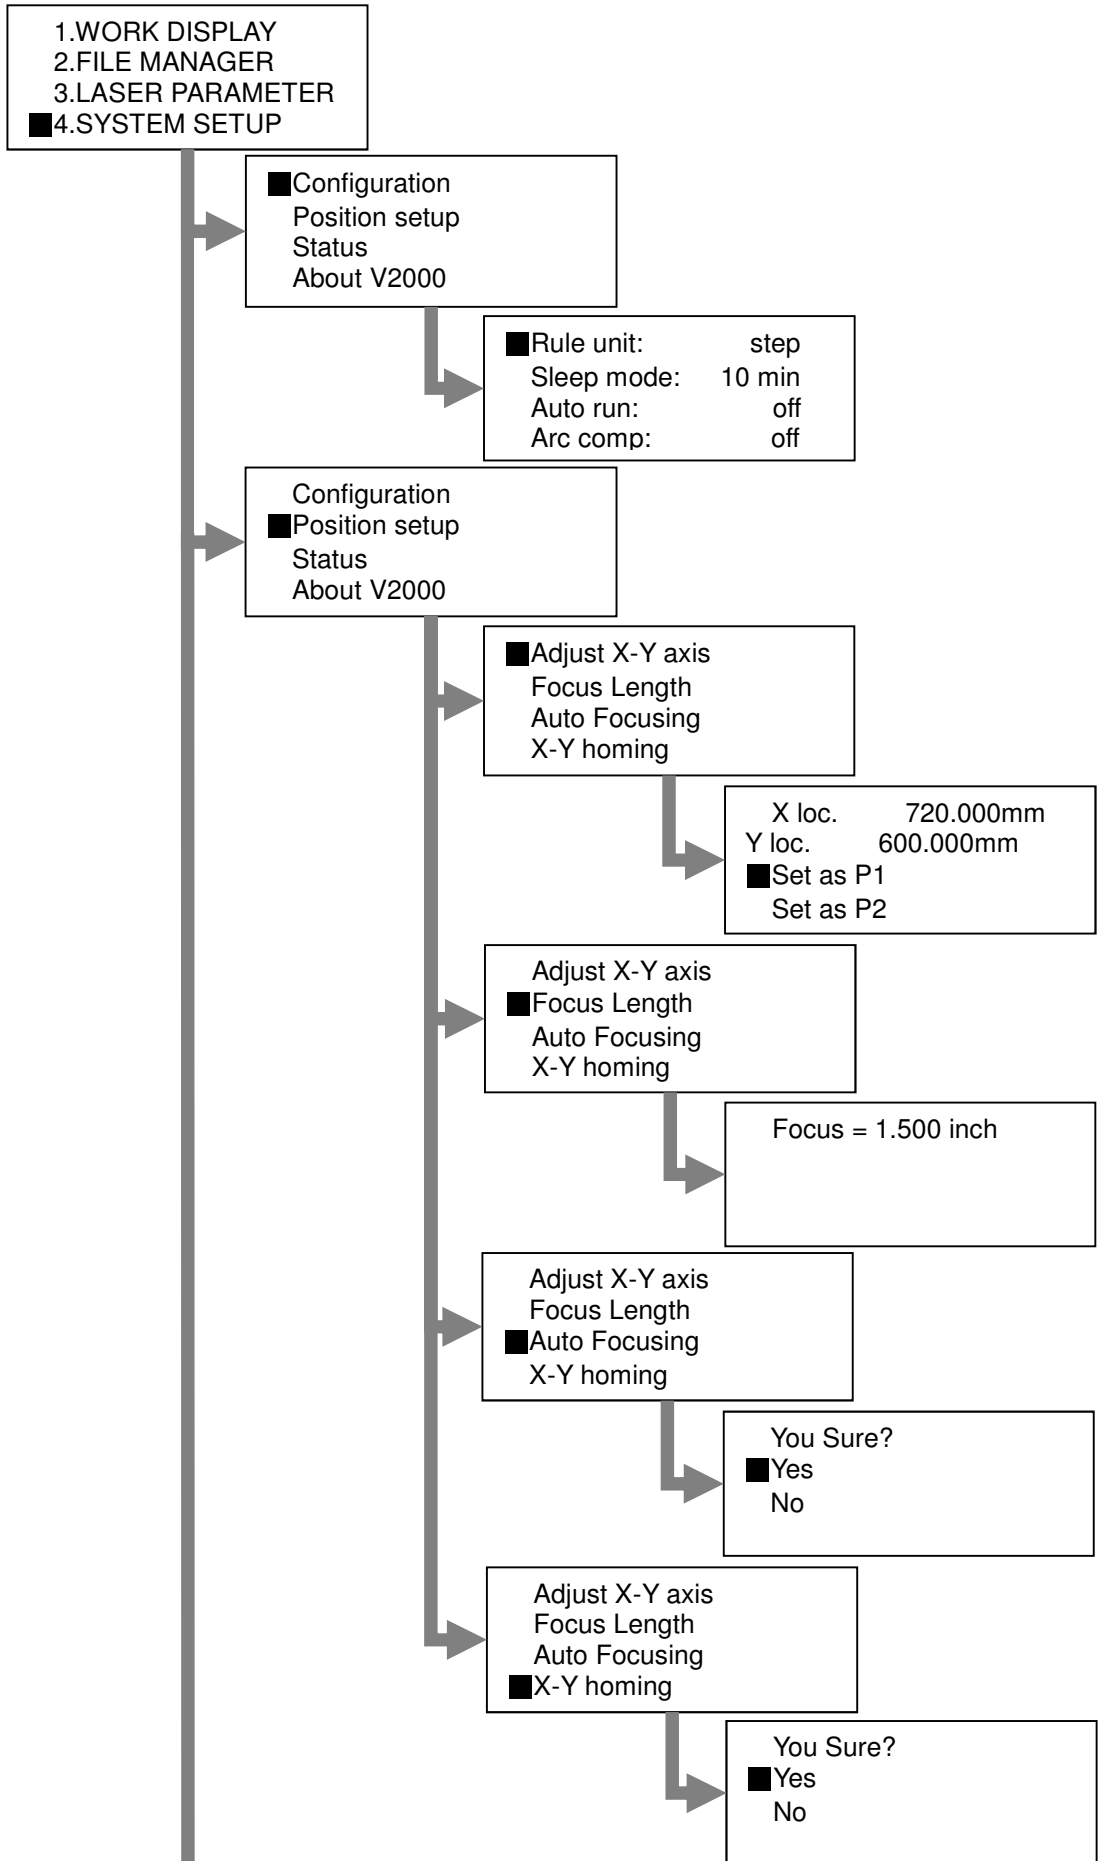 1.WORK DISPLAY
2.FILE MANAGER
3.LASER PARAMETER
4.SYSTEM SETUP
Configuration
Position setup
Status
About V2000
Rule unit: step
Sleep mode: 10 min
Auto run: off
Arc comp: off
Configuration
Position setup
Status
About V2000
Adjust X-Y axis
Focus Length
Auto Focusing
X-Y homing
X loc. 720.000mm
Y loc. 600.000mm
Set as P1
Set as P2
Adjust X-Y axis
Focus Length
Auto Focusing
X-Y homing
Focus = 1.500 inch
Adjust X-Y axis
Focus Length
Auto Focusing
X-Y homing
You Sure?
Yes
No
Adjust X-Y axis
Focus Length
Auto Focusing
X-Y homing
You Sure?
Yes
No